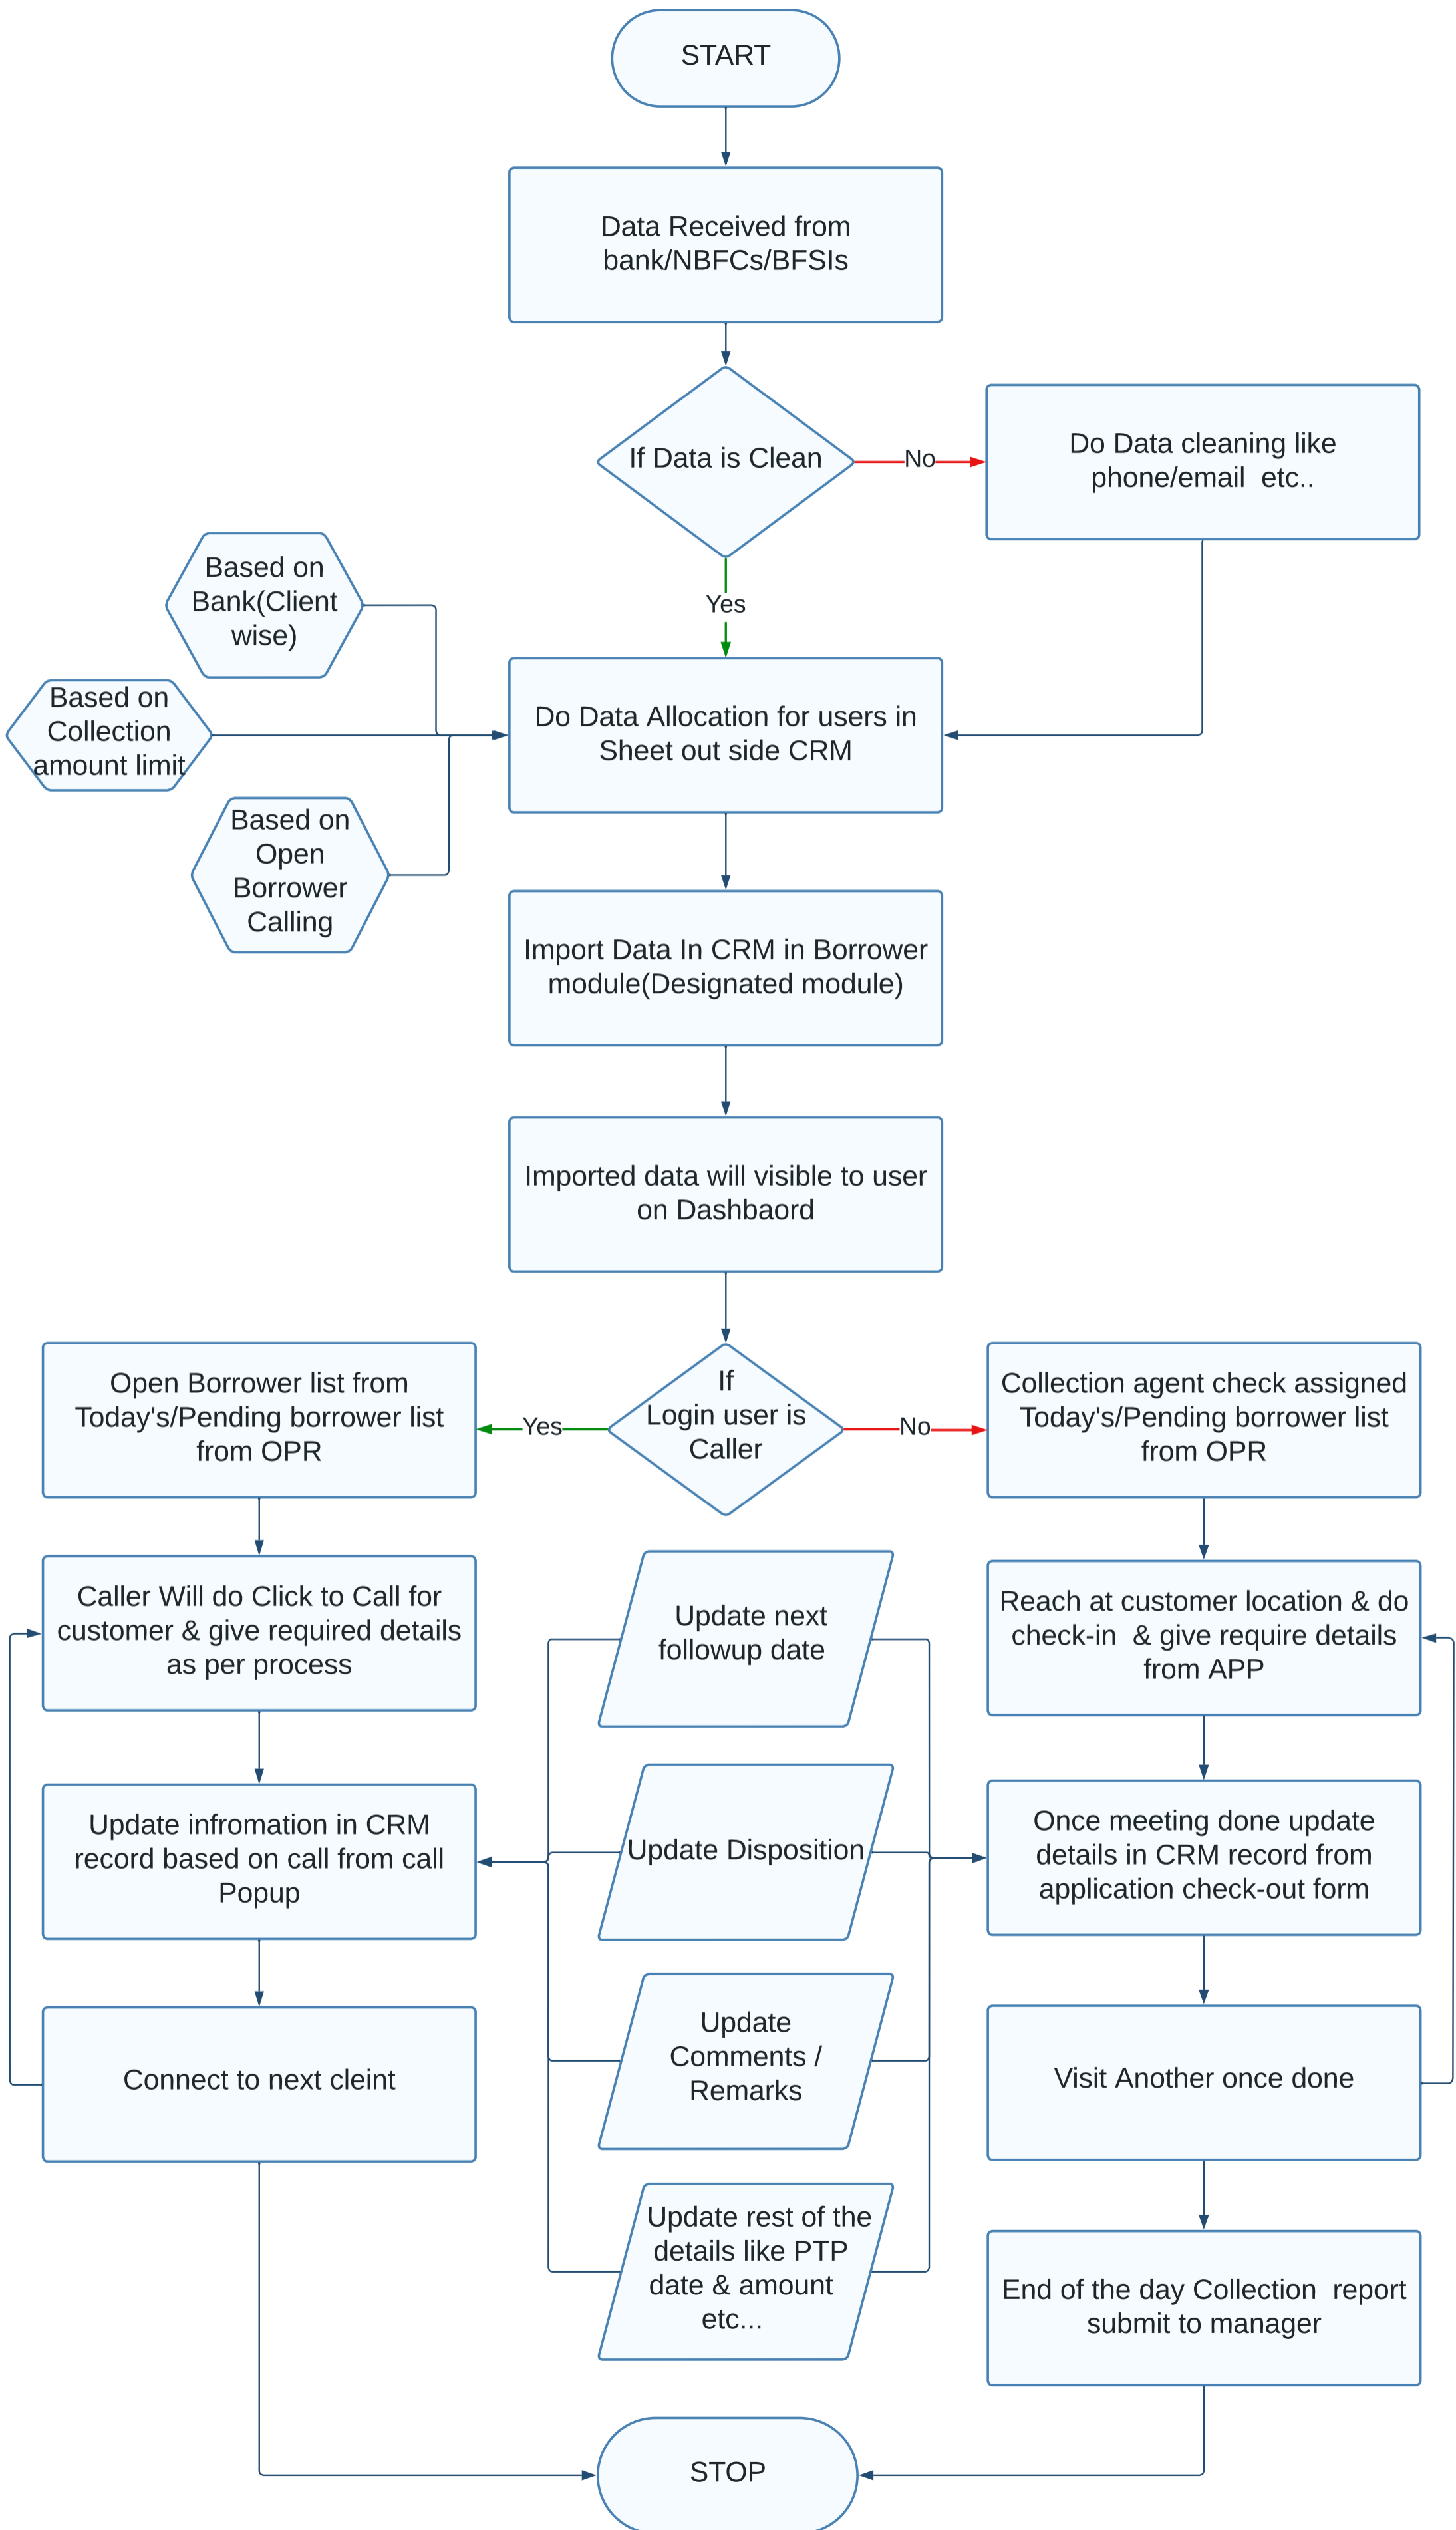 START
Data Received from
bank/NBFCs/BFSIs
If Data is Clean
No
Do Data cleaning like
phone/email  etc..
Yes
Based on
Bank(Client
wise)
Based on
Collection
amount limit
Based on
Open
Borrower
Calling
Do Data Allocation for users in
Sheet out side CRM
Import Data In CRM in Borrower
module(Designated module)
Imported data will visible to user
on Dashbaord
If
Login user is
Caller
Yes
No
Open Borrower list from
Today's/Pending borrower list
from OPR
Caller Will do Click to Call for
customer & give required details
as per process
Update infromation in CRM
record based on call from call
Popup
Connect to next cleint
Update next
followup date
Update Disposition
Update
Comments /
Remarks
Update rest of the
details like PTP
date & amount
etc...
Collection agent check assigned
Today's/Pending borrower list
from OPR
Reach at customer location & do
check-in  & give require details
from APP
Once meeting done update
details in CRM record from
application check-out form
Visit Another once done
End of the day Collection  report
submit to manager
STOP